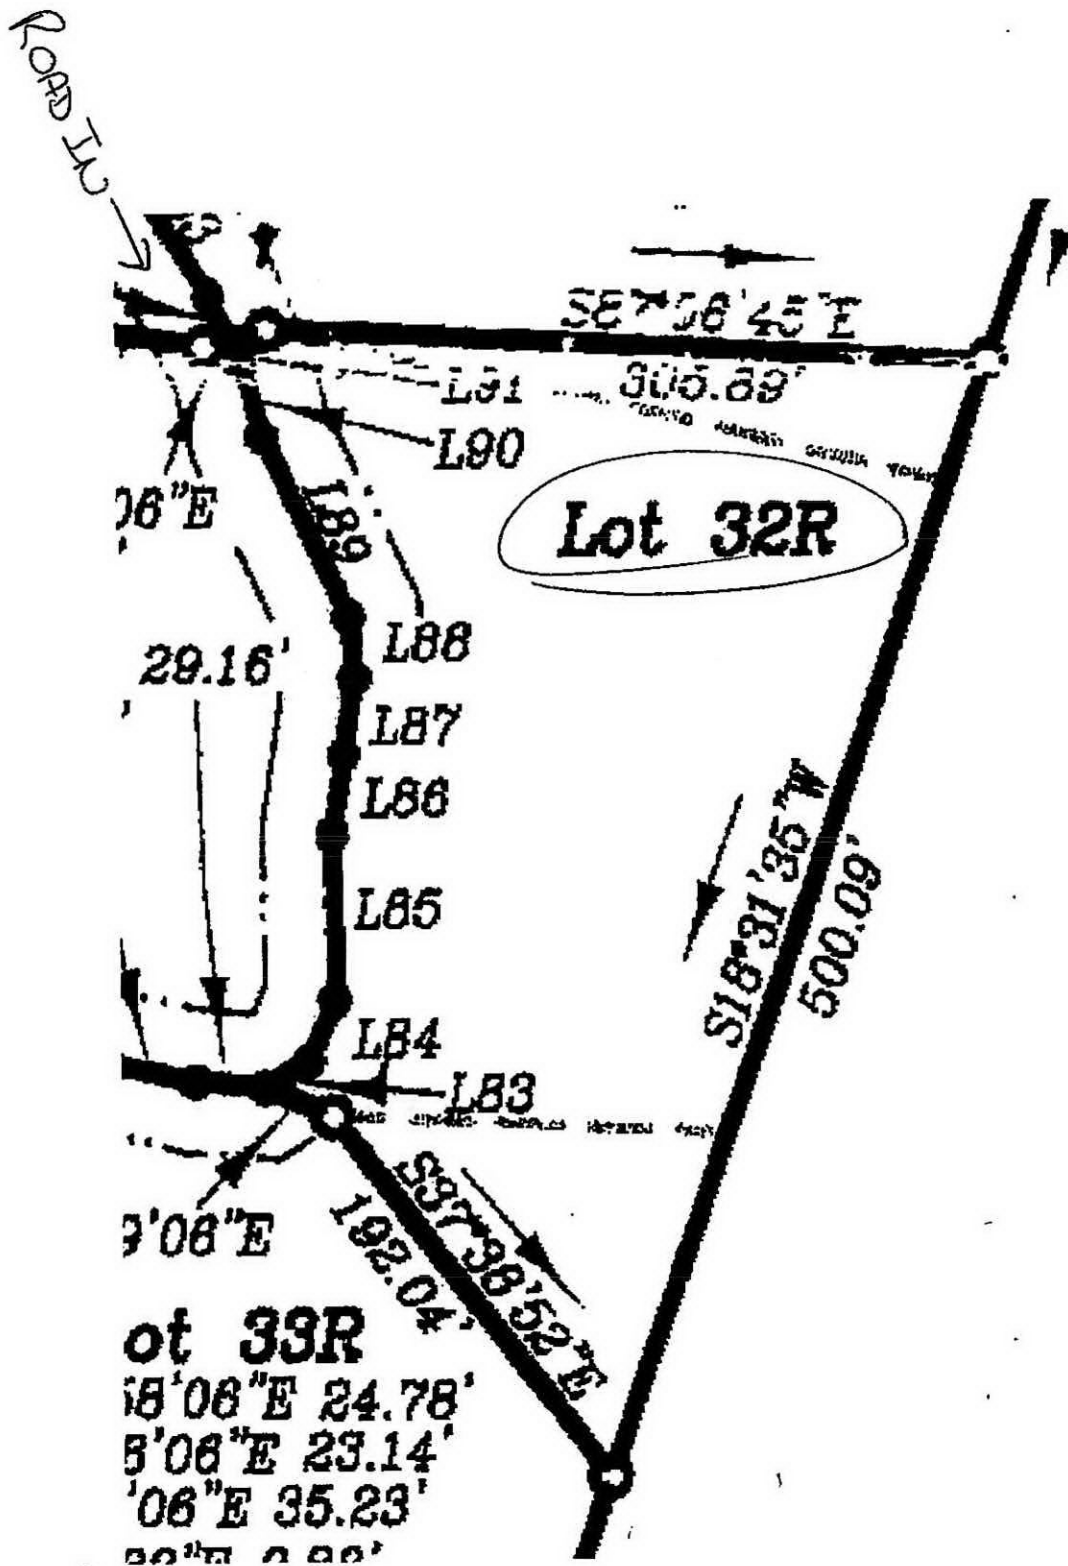 ROAD IN
S87°56'45"E
305.89'
L91
L90
Lot 32R
06"E
L89
L88
29.16'
L87
L86
S18°31'35"W
500.09'
L85
L84
L83
S37°38'52"E
192.04'
9'06"E
ot 33R
8'06"E 24.78'
6'06"E 23.14'
'06"E 35.23'